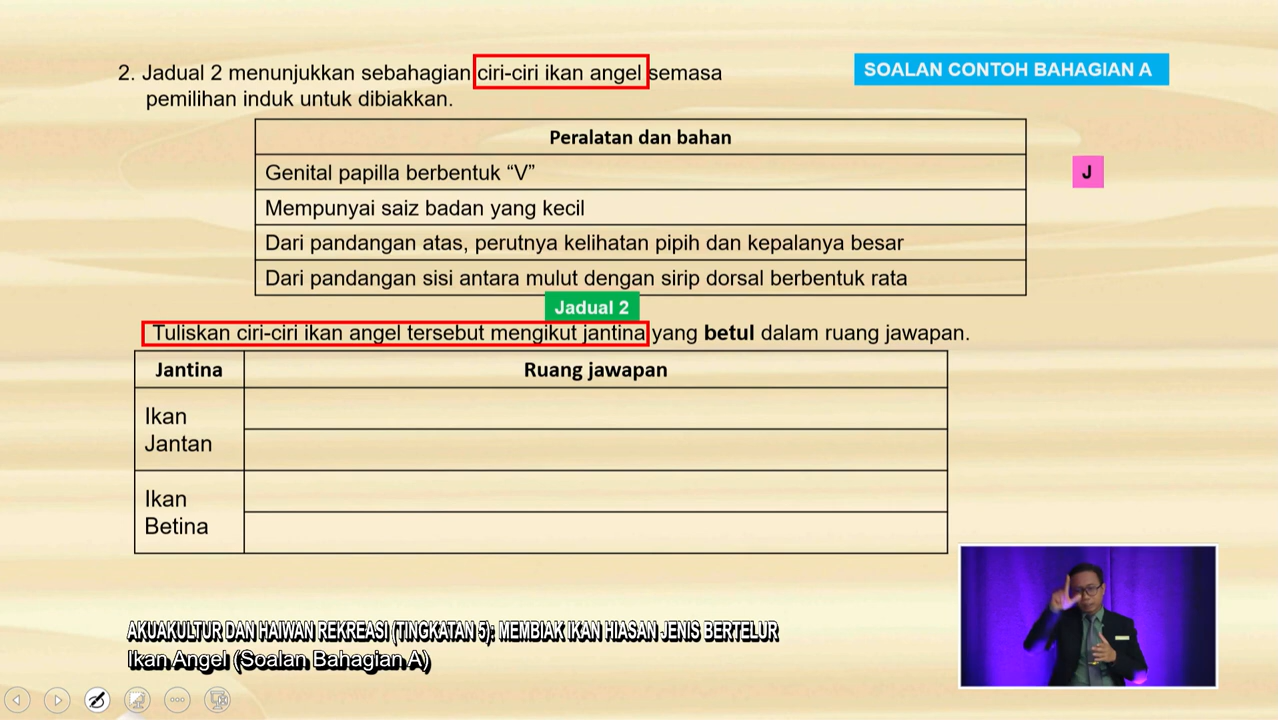 2. Jadual 2 menunjukkan sebahagian ciri-ciri ikan angel semasa
pemilihan induk untuk dibiakkan.
SOALAN CONTOH BAHAGIAN A
Peralatan dan bahan
Genital papilla berbentuk “V”
J
Mempunyai saiz badan yang kecil
Dari pandangan atas, perutnya kelihatan pipih dan kepalanya besar
Dari pandangan sisi antara mulut dengan sirip dorsal berbentuk rata
Jadual 2
Tuliskan ciri-ciri ikan angel tersebut mengikut jantina yang betul dalam ruang jawapan.
Jantina
Ruang jawapan
Ikan
Jantan
Ikan
Betina
AKUAKULTUR DAN HAIWAN REKREASI (TINGKATAN 5): MEMBIAK IKAN HIASAN JENIS BERTELUR
Ikan Angel (Soalan Bahagian A)